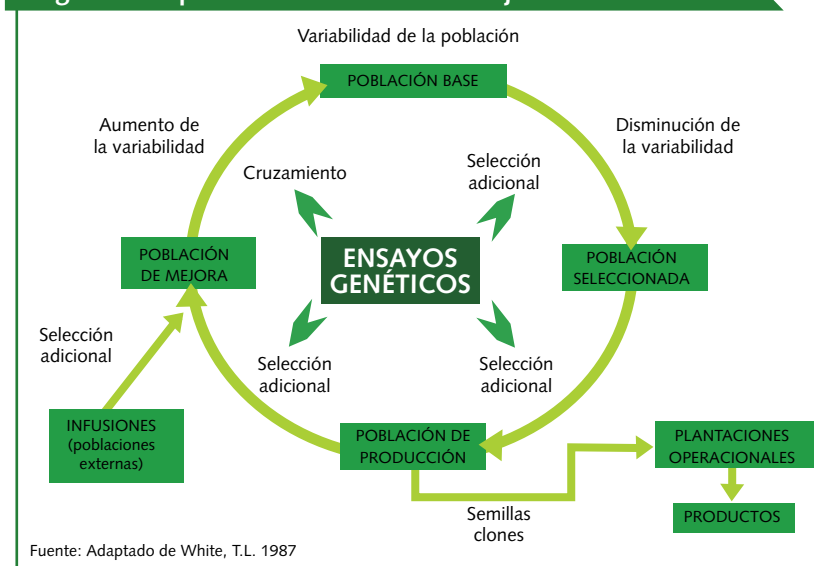 Variabilidad de la población
POBLACIÓN BASE
Aumento de
la variabilidad
Disminución de
la variabilidad
Cruzamiento
Selección
adicional
ENSAYOS
GENÉTICOS
POBLACIÓN
DE MEJORA
POBLACIÓN
SELECCIONADA
Selección
adicional
Selección
adicional
Selección
adicional
INFUSIONES
(poblaciones
externas)
POBLACIÓN DE
PRODUCCIÓN
PLANTACIONES
OPERACIONALES
Semillas
clones
PRODUCTOS
Fuente: Adaptado de White, T.L. 1987